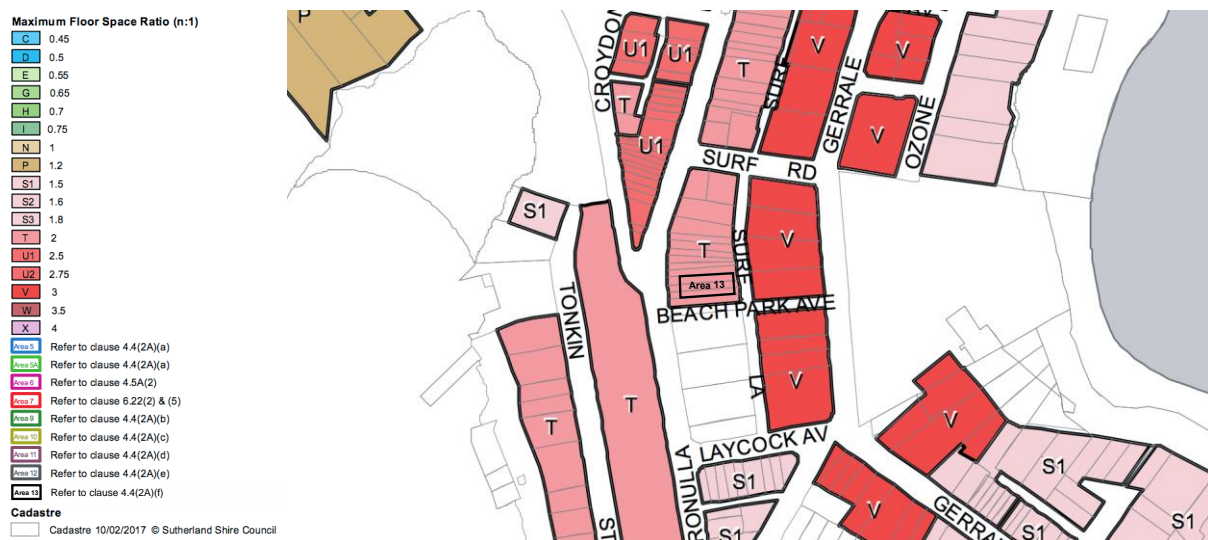 Maximum Floor Space Ratio (n:1)
C 0.45
D 0.5
E 0.55
G 0.65
H 0.7
I 0.75
N 1
P 1.2
S1 1.5
S2 1.6
S3 1.8
T 2
U1 2.5
U2 2.75
V 3
W 3.5
X 4
Area 5 Refer to clause 4.4(2A)(a)
Area 5A Refer to clause 4.4(2A)(a)
Area 6 Refer to clause 4.5A(2)
Area 7 Refer to clause 6.22(2) & (5)
Area 9 Refer to clause 4.4(2A)(b)
Area 10 Refer to clause 4.4(2A)(c)
Area 11 Refer to clause 4.4(2A)(d)
Area 12 Refer to clause 4.4(2A)(e)
Area 13 Refer to clause 4.4(2A)(f)
Cadastre
Cadastre 10/02/2017 © Sutherland Shire Council
P
CROYDON
U1
U1
T
SURF
V
GERRALE
V
OZONE
T
U1
V
SURF RD
S1
T
SURF
V
Area 13
TONKIN
BEACH PARK AVE
T
T
LA
V
V
LAYCOCK AV
S1
S1
RONULLA
S1
V
GERRAL
S1
S1
ST
S1